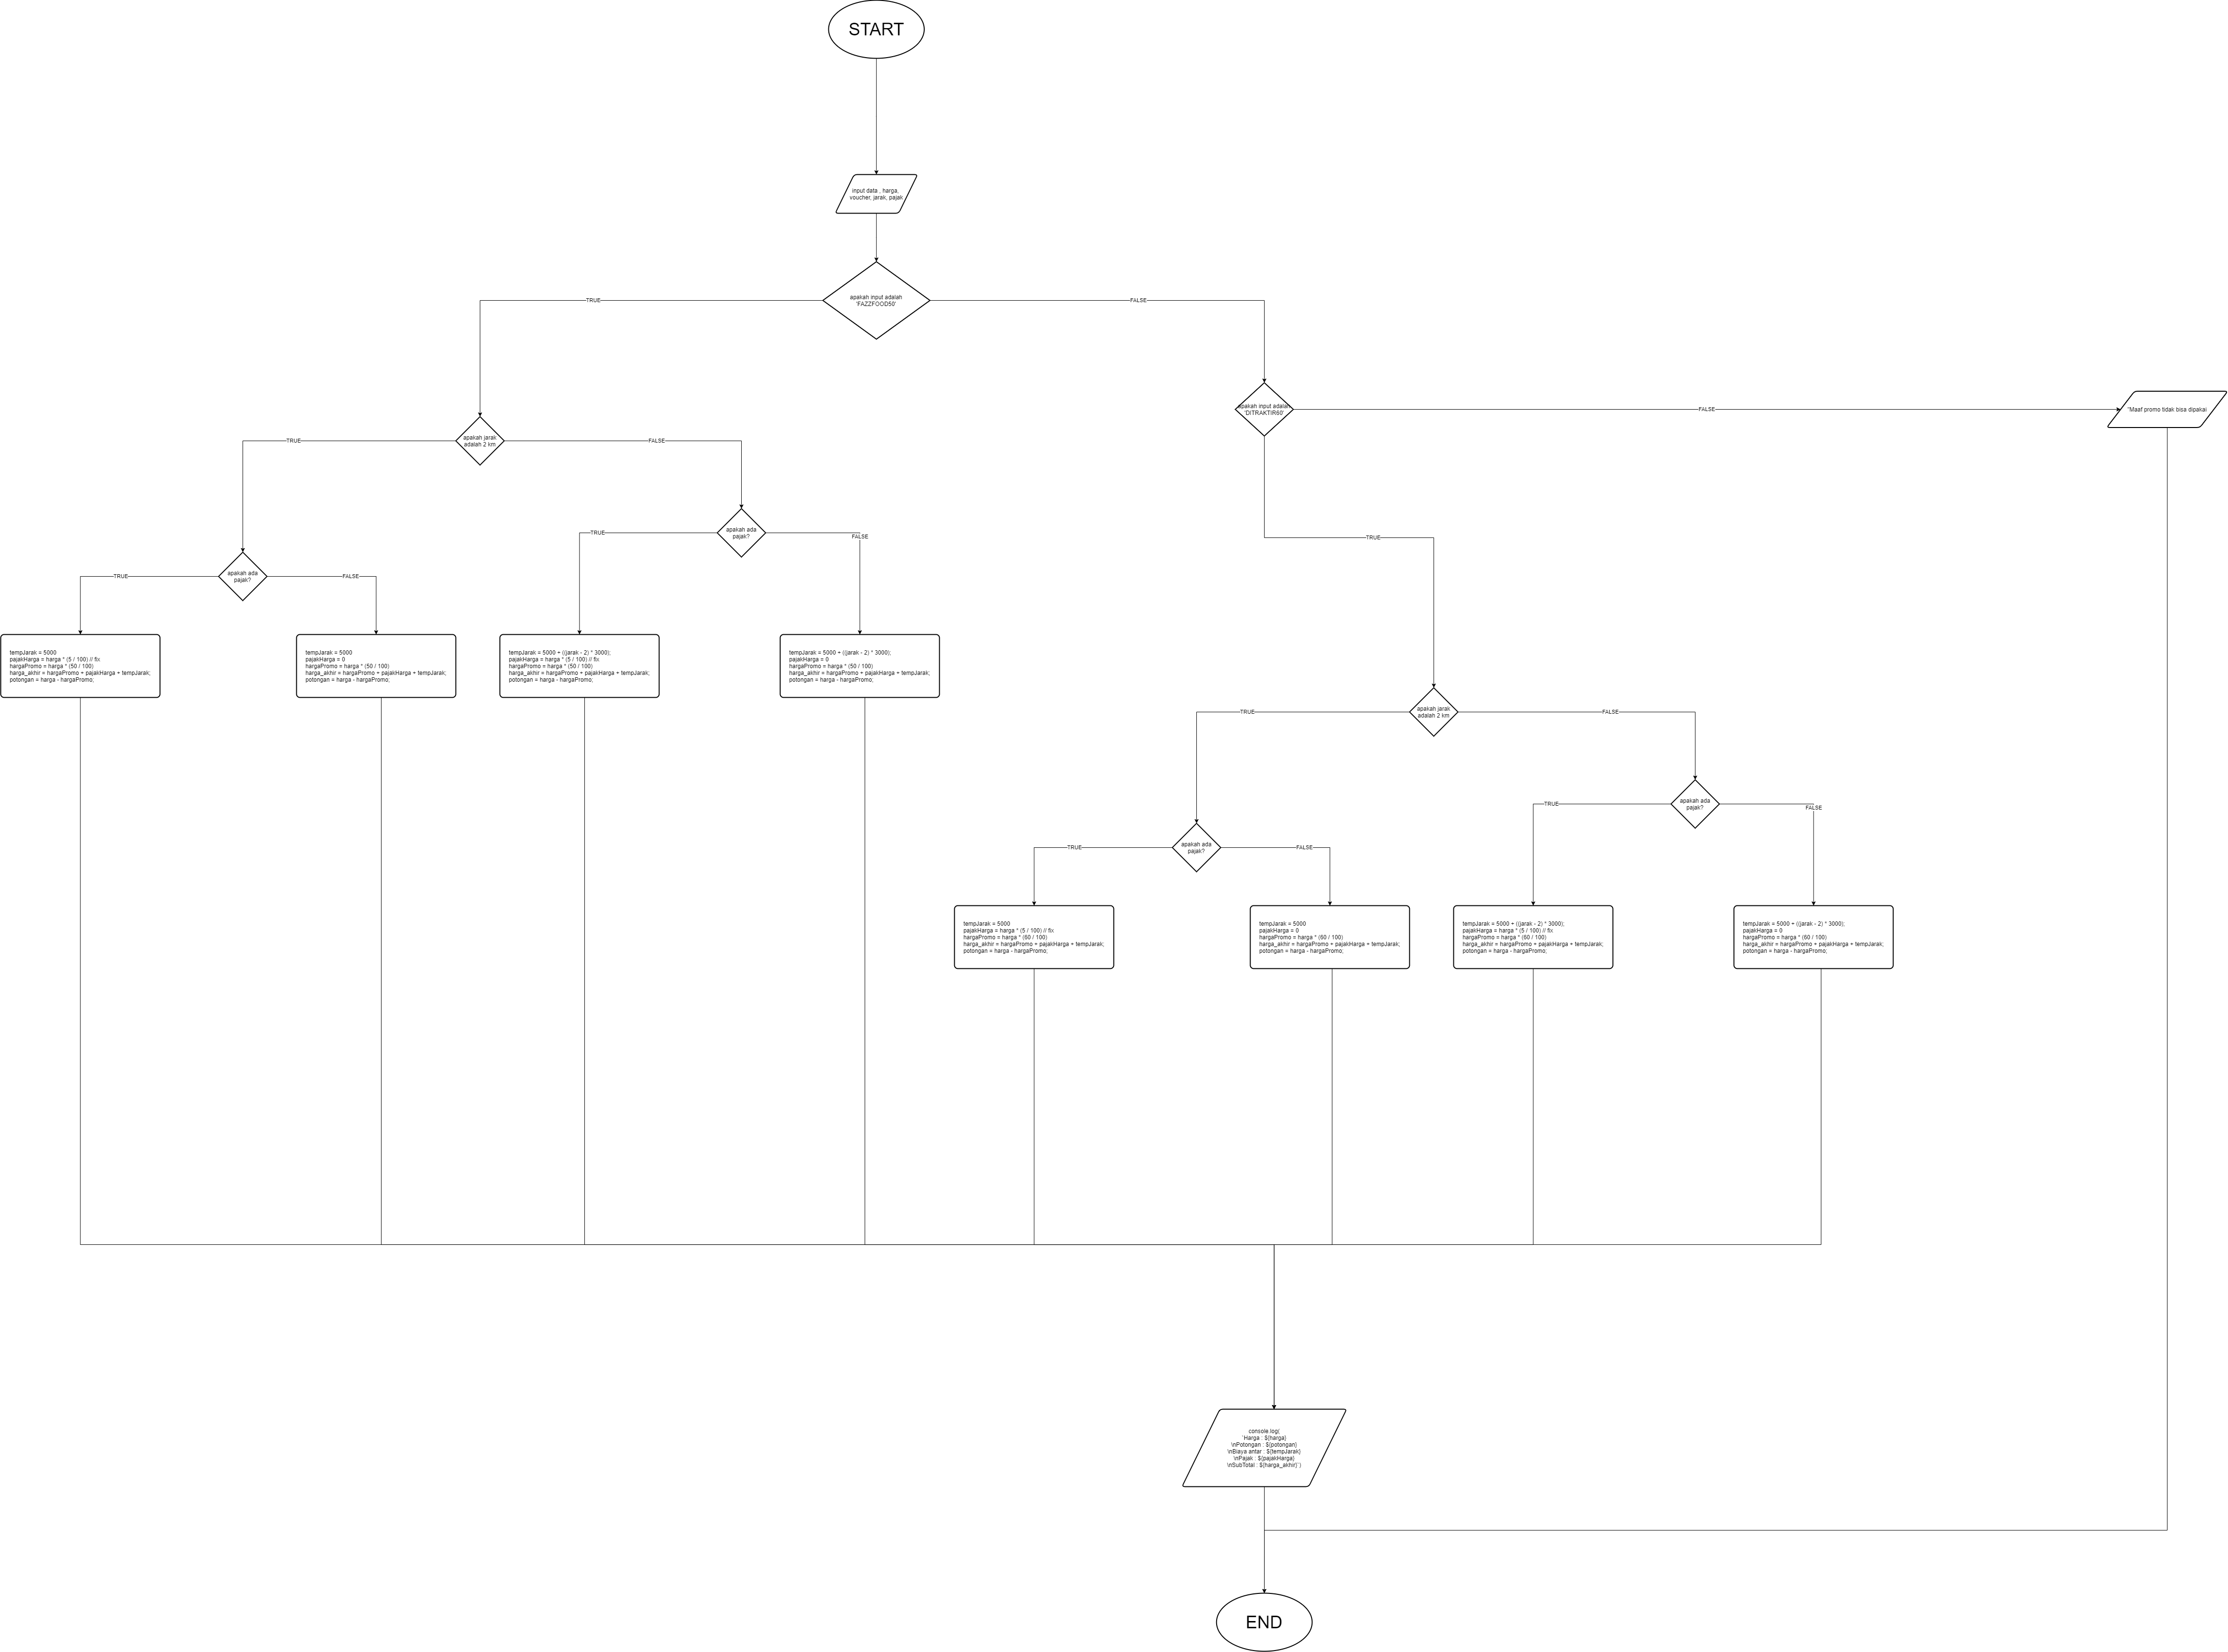 START
input data , harga,
voucher, jarak, pajak
apakah input adalah
'FAZZFOOD50'
TRUE
FALSE
apakah input adalah
'DITRAKTIR60'
FALSE
"Maaf promo tidak bisa dipakai
apakah jarak
adalah 2 km
TRUE
FALSE
apakah ada
pajak?
TRUE
FALSE
TRUE
apakah ada
pajak?
TRUE
FALSE
tempJarak = 5000
pajakHarga = harga * (5 / 100) // fix
hargaPromo = harga * (50 / 100)
harga_akhir = hargaPromo + pajakHarga + tempJarak;
potongan = harga - hargaPromo;
tempJarak = 5000
pajakHarga = 0
hargaPromo = harga * (50 / 100)
harga_akhir = hargaPromo + pajakHarga + tempJarak;
potongan = harga - hargaPromo;
tempJarak = 5000 + ((jarak - 2) * 3000);
pajakHarga = harga * (5 / 100) // fix
hargaPromo = harga * (50 / 100)
harga_akhir = hargaPromo + pajakHarga + tempJarak;
potongan = harga - hargaPromo;
tempJarak = 5000 + ((jarak - 2) * 3000);
pajakHarga = 0
hargaPromo = harga * (50 / 100)
harga_akhir = hargaPromo + pajakHarga + tempJarak;
potongan = harga - hargaPromo;
apakah jarak
adalah 2 km
TRUE
FALSE
apakah ada
pajak?
TRUE
FALSE
apakah ada
pajak?
TRUE
FALSE
tempJarak = 5000
pajakHarga = harga * (5 / 100) // fix
hargaPromo = harga * (60 / 100)
harga_akhir = hargaPromo + pajakHarga + tempJarak;
potongan = harga - hargaPromo;
tempJarak = 5000
pajakHarga = 0
hargaPromo = harga * (60 / 100)
harga_akhir = hargaPromo + pajakHarga + tempJarak;
potongan = harga - hargaPromo;
tempJarak = 5000 + ((jarak - 2) * 3000);
pajakHarga = harga * (5 / 100) // fix
hargaPromo = harga * (60 / 100)
harga_akhir = hargaPromo + pajakHarga + tempJarak;
potongan = harga - hargaPromo;
tempJarak = 5000 + ((jarak - 2) * 3000);
pajakHarga = 0
hargaPromo = harga * (60 / 100)
harga_akhir = hargaPromo + pajakHarga + tempJarak;
potongan = harga - hargaPromo;
console.log(
`Harga : ${harga}
\nPotongan : ${potongan}
\nBiaya antar : ${tempJarak}
\nPajak : ${pajakHarga}
\nSubTotal : ${harga_akhir}`)
END